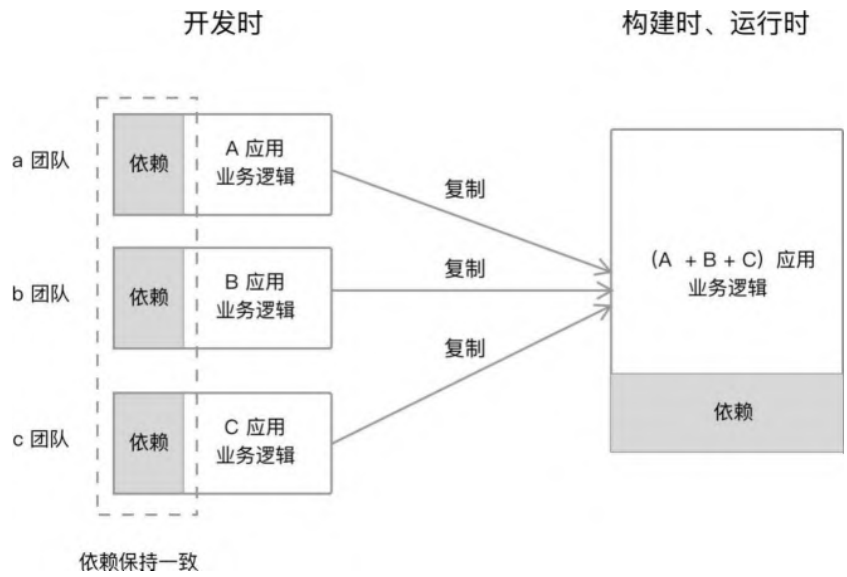 开发时
构建时、运行时
a 团队
依赖
A 应用
业务逻辑
复制
b 团队
依赖
B 应用
业务逻辑
复制
(A + B + C) 应用
业务逻辑
复制
c 团队
依赖
C 应用
业务逻辑
依赖
依赖保持一致